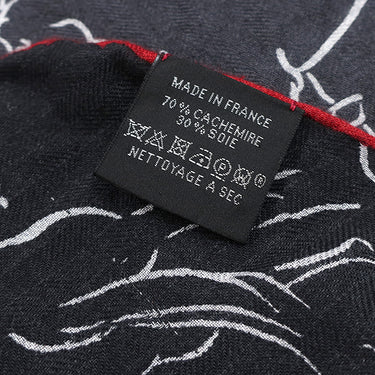 MADE IN FRANCE
70% CACHEMIRE
30% SOIE
P W ®
NETTOYAGE A SEC